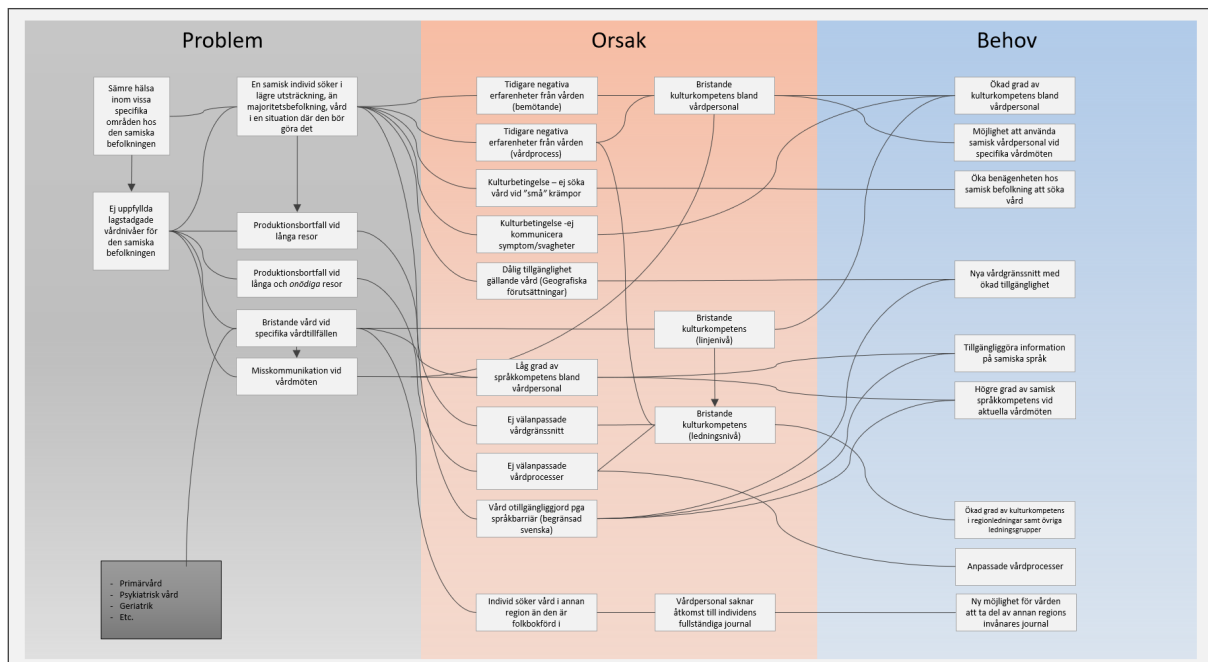 Problem
Orsak
Behov
Sämre hälsa
inom vissa
specifika
områden hos
den samiska
befolkningen
Ej uppfyllda
lagstadgade
vårdnivåer för
den samiska
befolkningen
En samisk individ söker i
lägre utsträckning, än
majoritetsbefolkning, vård
i en situation där den bör
göra det
Produktionsbortfall vid
långa resor
Produktionsbortfall vid
långa och onödiga resor
Bristande vård vid
specifika vårdtillfällen
Misskommunikation vid
vårdmöten
- Primärvård
- Psykiatrisk vård
- Geriatrik
- Etc.
Tidigare negativa
erfarenheter från vården
(bemötande)
Tidigare negativa
erfarenheter från vården
(vårdprocess)
Kulturbetingelse – ej söka
vård vid "små" krämpor
Kulturbetingelse -ej
kommunicera
symptom/svagheter
Dålig tillgänglighet
gällande vård (Geografiska
förutsättningar)
Låg grad av
språkkompetens bland
vårdpersonal
Ej välanpassade
vårdgränssnitt
Ej välanpassade
vårdprocesser
Vård otillgängliggjord pga
språkbarriär (begränsad
svenska)
Individ söker vård i annan
region än den är
folkbokförd i
Bristande
kulturkompetens bland
vårdpersonal
Bristande
kulturkompetens
(linjenivå)
Bristande
kulturkompetens
(ledningsnivå)
Vårdpersonal saknar
åtkomst till individens
fullständiga journal
Ökad grad av
kulturkompetens bland
vårdpersonal
Möjlighet att använda
samisk vårdpersonal vid
specifika vårdmöten
Öka benägenheten hos
samisk befolkning att söka
vård
Nya vårdgränssnitt med
ökad tillgänglighet
Tillgängliggöra information
på samiska språk
Högre grad av samisk
språkkompetens vid
aktuella vårdmöten
Ökad grad av kulturkompetens
i regionledningar samt övriga
ledningsgrupper
Anpassade vårdprocesser
Ny möjlighet för vården
att ta del av annan regions
invånares journal